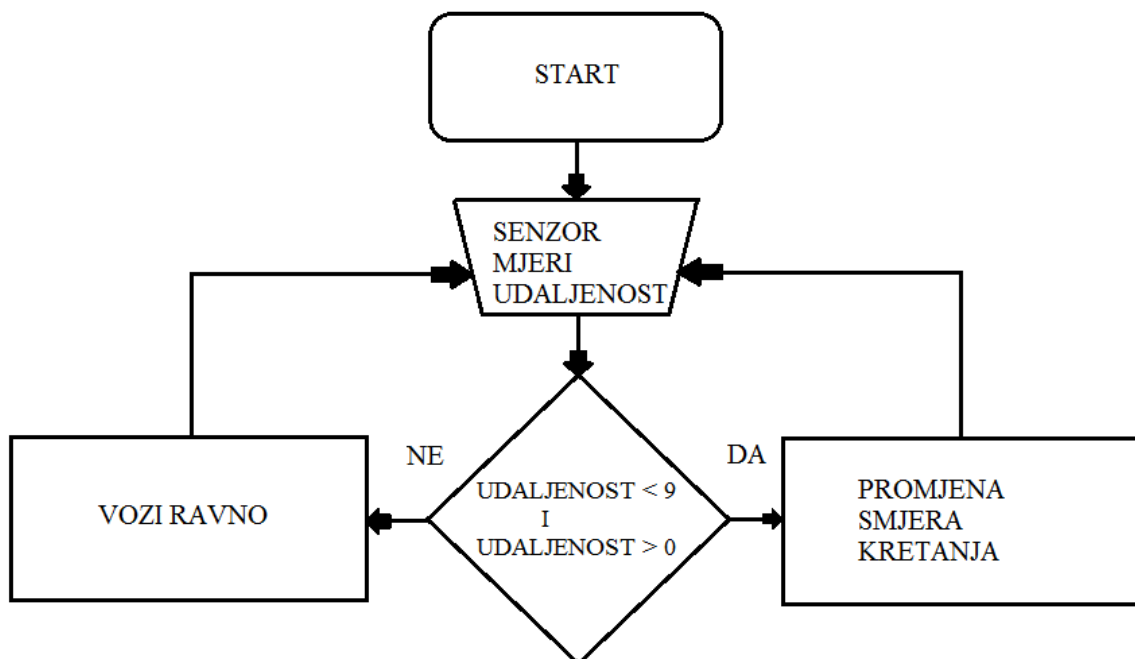 START
SENZOR
MJERI
UDALJENOST
NE
DA
UDALJENOST < 9
I
UDALJENOST > 0
VOZI RAVNO
PROMJENA
SMJERA
KRETANJA